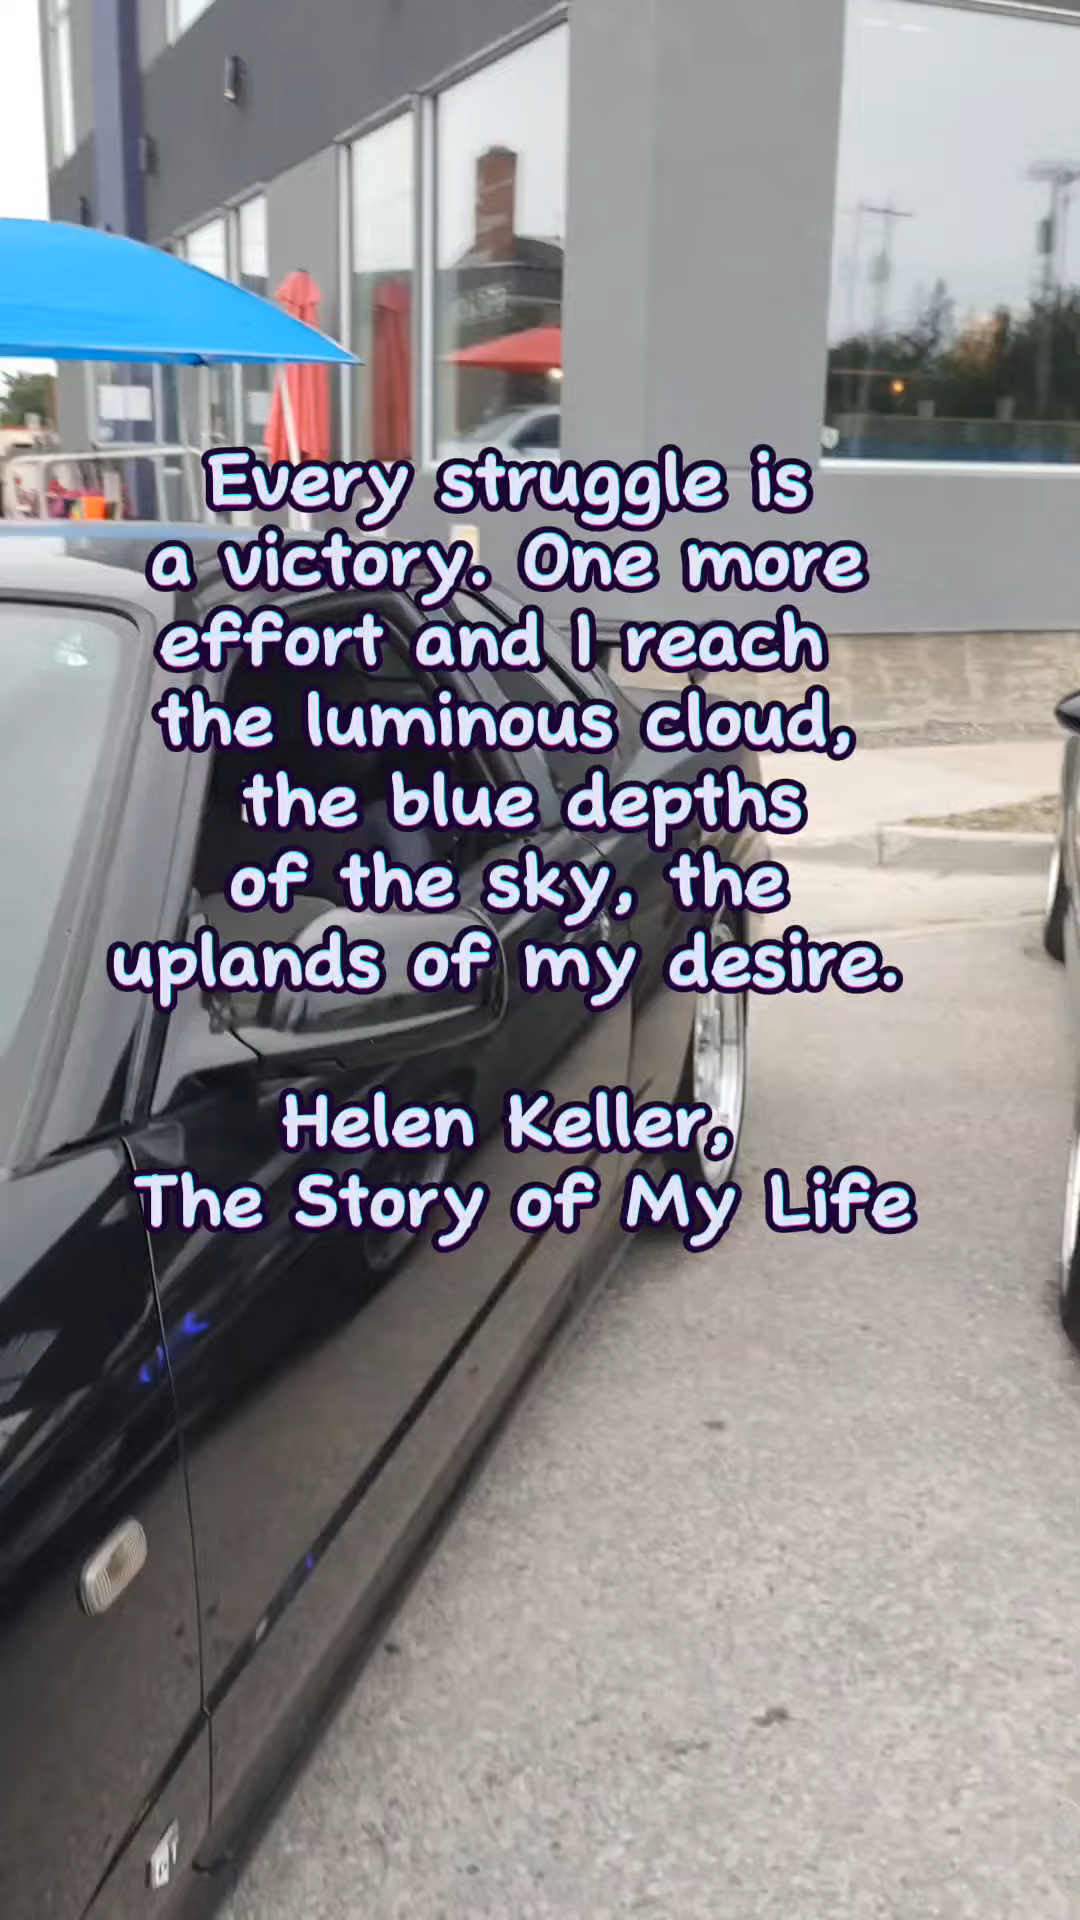 Every struggle is
a victory. One more
effort and I reach
the luminous cloud,
the blue depths
of the sky, the
uplands of my desire.
Helen Keller,
The Story of My Life